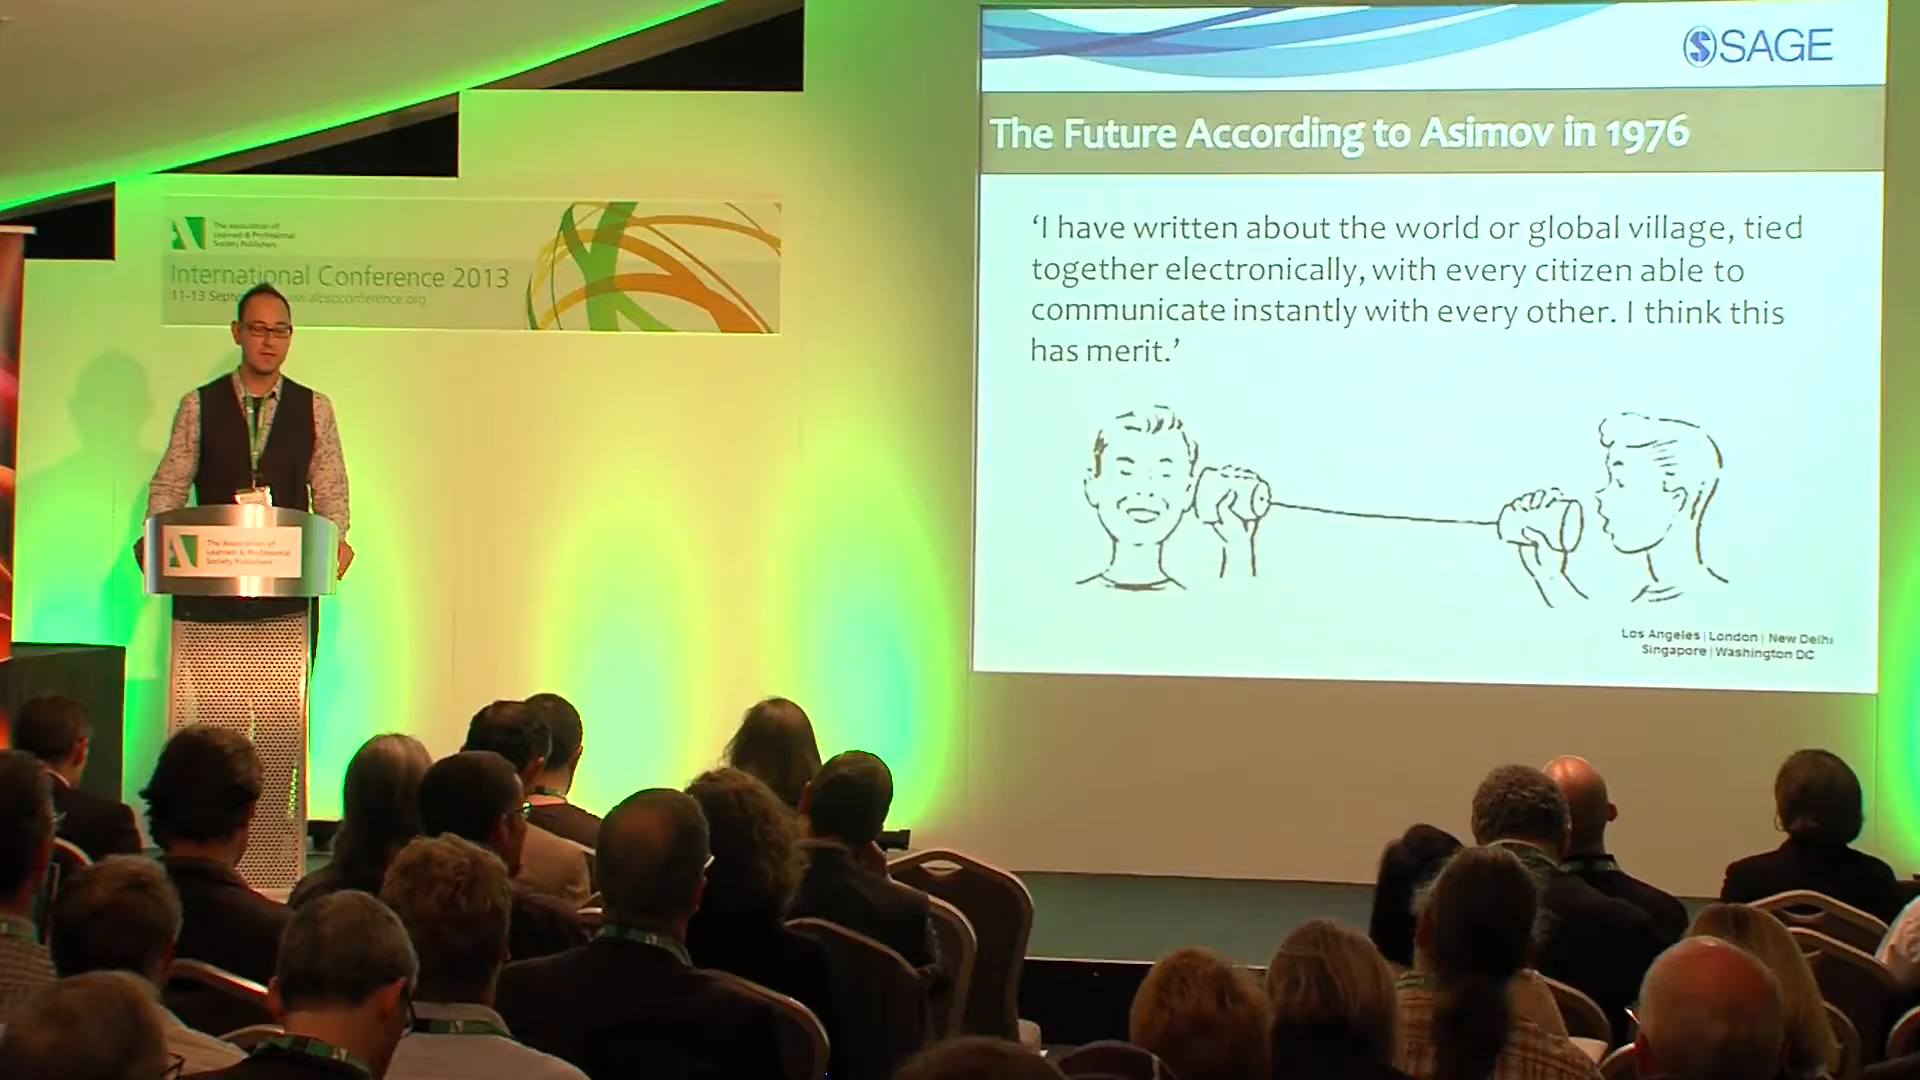 SAGE
The Future According to Asimov in 1976
'I have written about the world or global village, tied
together electronically, with every citizen able to
communicate instantly with every other. I think this
has merit.'
Los Angeles | London | New Delhi
Singapore | Washington DC
The Association of
Learned & Professional
Society Publishers
International Conference 2013
11-13 www.alpspconference.org
The Association of
Learned & Professional
Society Publishers